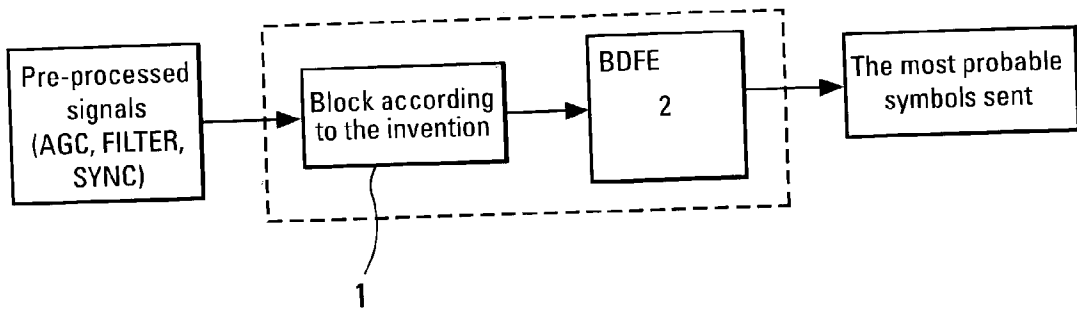 Pre-processed
signals
(AGC, FILTER,
SYNC)
Block according
to the invention
BDFE
2
The most probable
symbols sent
1